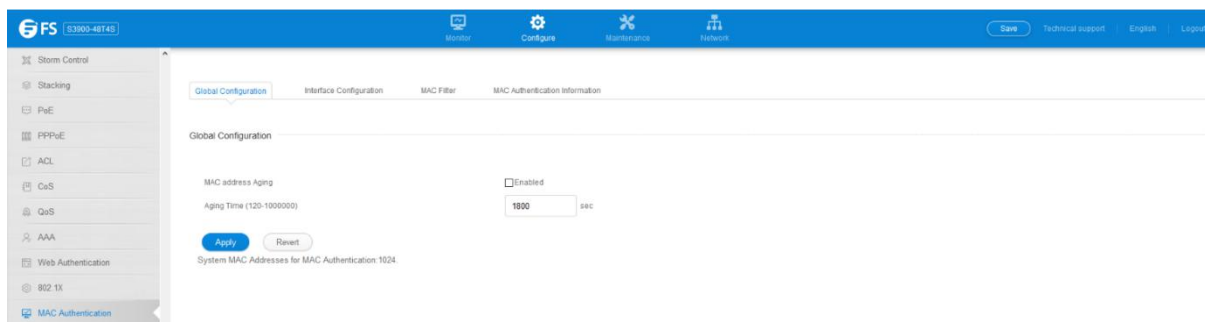 FS S3900-48T4S
Monitor
Configure
Maintenance
Network
Save
Technical support
English
Logout
Storm Control
Stacking
PoE
PPPoE
ACL
CoS
QoS
AAA
Web Authentication
802.1X
MAC Authentication
Global Configuration
Interface Configuration
MAC Filter
MAC Authentication Information
Global Configuration
MAC address Aging
Enabled
Aging Time (120-1000000)
1800
sec
Apply
Revert
System MAC Addresses for MAC Authentication:1024